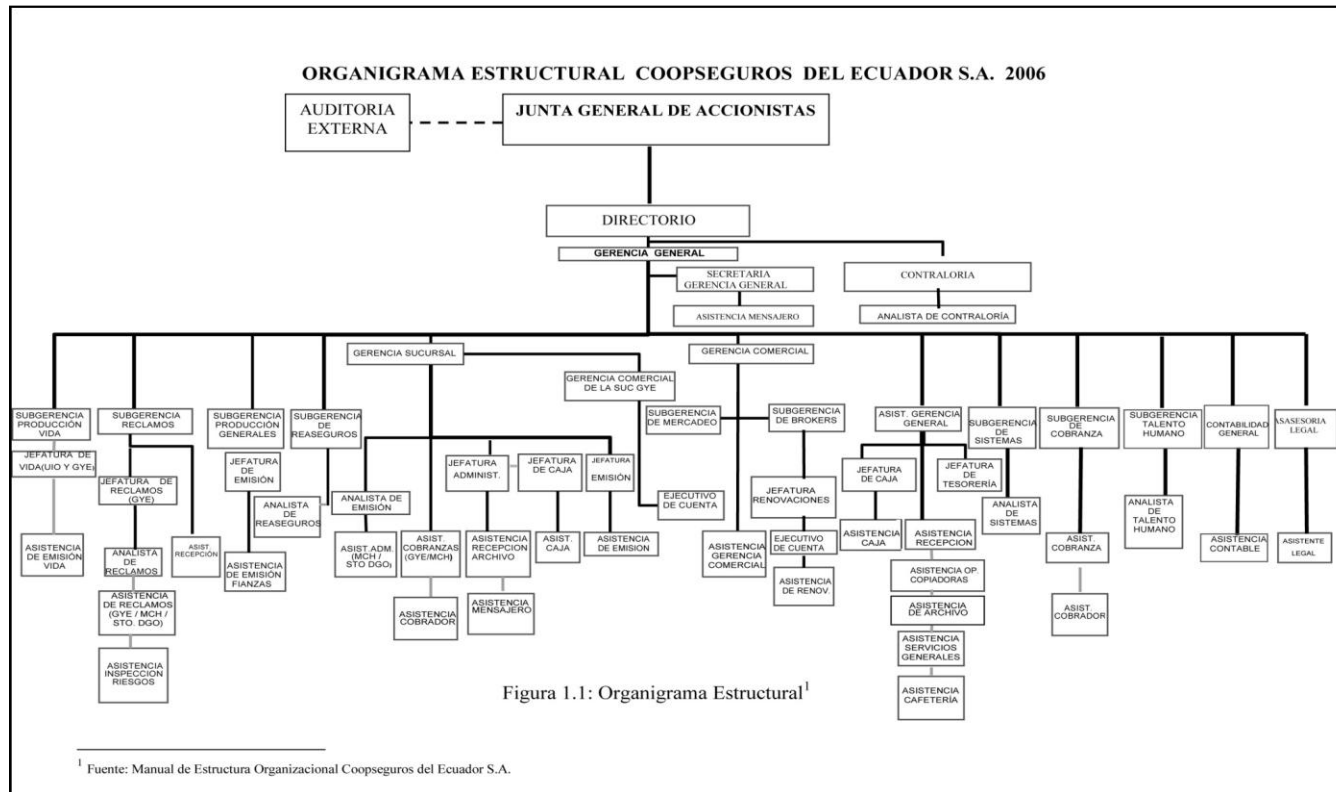 ORGANIGRAMA ESTRUCTURAL COOPSEGUROS DEL ECUADOR S.A. 2006
AUDITORIA
EXTERNA
JUNTA GENERAL DE ACCIONISTAS
DIRECTORIO
GERENCIA GENERAL
SECRETARIA
GERENCIA GENERAL
CONTRALORIA
ASISTENCIA MENSAJERO
ANALISTA DE CONTRALORÍA
GERENCIA SUCURSAL
GERENCIA COMERCIAL
GERENCIA COMERCIAL
DE LA SUC GYE
SUBGERENCIA
PRODUCCIÓN
VIDA
SUBGERENCIA
RECLAMOS
SUBGERENCIA
PRODUCCIÓN
GENERALES
SUBGERENCIA
DE
REASEGUROS
SUBGERENCIA
DE MERCADEO
SUBGERENCIA
DE BROKERS
ASIST. GERENCIA
GENERAL
SUBGERENCIA
DE
SISTEMAS
SUBGERENCIA
DE
COBRANZA
SUBGERENCIA
TALENTO
HUMANO
CONTABILIDAD
GENERAL
ASASESORIA
LEGAL
JEFATURA DE
VIDA(UIO Y GYE)
JEFATURA DE
RECLAMOS
(GYE)
JEFATURA
DE
EMISIÓN
ANALISTA
DE
REASEGUROS
ANALISTA DE
EMISIÓN
JEFATURA
ADMINIST.
JEFATURA
DE CAJA
JEFATURA
EMISIÓN
EJECUTIVO
DE CUENTA
JEFATURA
RENOVACIONES
JEFATURA
DE CAJA
JEFATURA
DE
TESORERÍA
ANALISTA
DE
SISTEMAS
ANALISTA
DE
TALENTO
HUMANO
ASISTENCIA
DE EMISIÓN
VIDA
ANALISTA
DE
RECLAMOS
ASIST.
RECEPCIÓN
ASISTENCIA
DE EMISIÓN
FIANZAS
ASIST.ADM.
(MCH /
STO DGO)
ASIST.
COBRANZAS
(GYE/MCH)
ASISTENCIA
RECEPCION
ARCHIVO
ASIST.
CAJA
ASISTENCIA
DE EMISION
ASISTENCIA
GERENCIA
COMERCIAL
EJECUTIVO
DE CUENTA
ASISTENCIA
CAJA
ASISTENCIA
RECEPCION
ASIST.
COBRANZA
ASISTENCIA
CONTABLE
ASISTENTE
LEGAL
ASISTENCIA
DE RECLAMOS
(GYE / MCH /
STO. DGO)
ASISTENCIA
COBRADOR
ASISTENCIA
MENSAJERO
ASISTENCIA
DE RENOV.
ASISTENCIA OP.
COPIADORAS
ASISTENCIA
DE ARCHIVO
ASIST.
COBRADOR
ASISTENCIA
INSPECCION
RIESGOS
ASISTENCIA
SERVICIOS
GENERALES
ASISTENCIA
CAFETERÍA
Figura 1.1: Organigrama Estructural1
1 Fuente: Manual de Estructura Organizacional Coopseguros del Ecuador S.A.